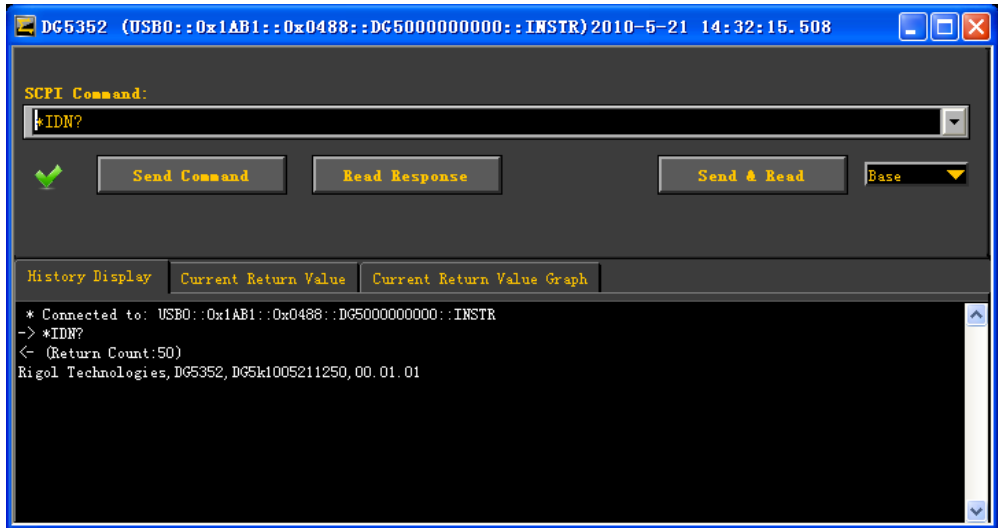 DG5352 (USB0::0x1AB1::0x0488::DG5000000000::INSTR)2010-5-21 14:32:15.508
SCPI Command:
*IDN?
Send Command
Read Response
Send & Read
Base
History Display
Current Return Value
Current Return Value Graph
* Connected to: USB0::0x1AB1::0x0488::DG5000000000::INSTR
-> *IDN?
<- (Return Count:50)
Rigol Technologies,DG5352,DG5k1005211250,00.01.01